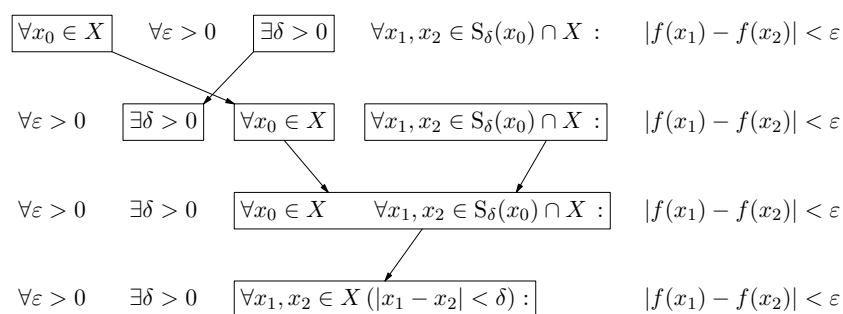 ∀x₀ ∈ X ∀ε > 0 ∃δ > 0 ∀x₁, x₂ ∈ S_δ(x₀) ∩ X : |f(x₁) − f(x₂)| < ε
∀ε > 0 ∃δ > 0 ∀x₀ ∈ X ∀x₁, x₂ ∈ S_δ(x₀) ∩ X : |f(x₁) − f(x₂)| < ε
∀ε > 0 ∃δ > 0 ∀x₀ ∈ X ∀x₁, x₂ ∈ S_δ(x₀) ∩ X : |f(x₁) − f(x₂)| < ε
∀ε > 0 ∃δ > 0 ∀x₁, x₂ ∈ X (|x₁ − x₂| < δ) : |f(x₁) − f(x₂)| < ε